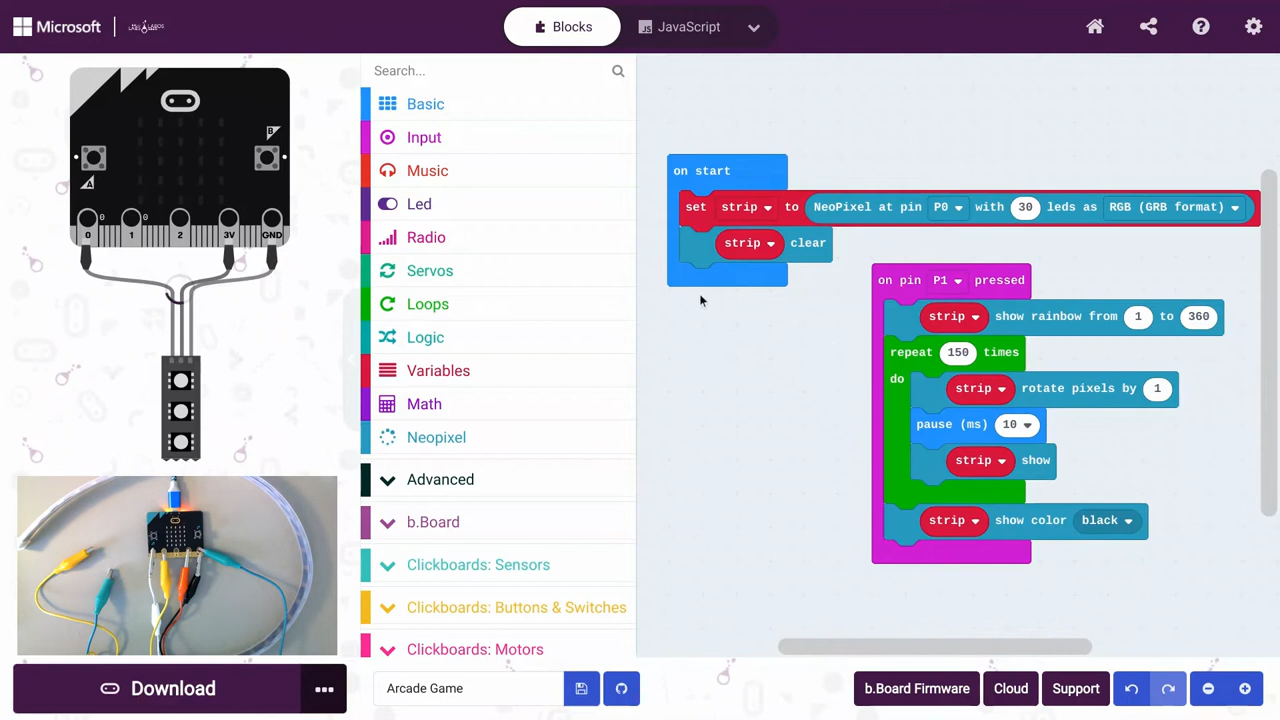 Microsoft
Blocks
JavaScript
B
A
0
0
0
1
2
3V
GND
Search...
Basic
Input
Music
Led
Radio
Servos
Loops
Logic
Variables
Math
Neopixel
Advanced
b.Board
Clickboards: Sensors
Clickboards: Buttons & Switches
Clickboards: Motors
on start
set strip to NeoPixel at pin P0 with 30 leds as RGB (GRB format)
strip clear
on pin P1 pressed
strip show rainbow from 1 to 360
repeat 150 times
do strip rotate pixels by 1
pause (ms) 10
strip show
strip show color black
Download
...
Arcade Game
b.Board Firmware
Cloud
Support